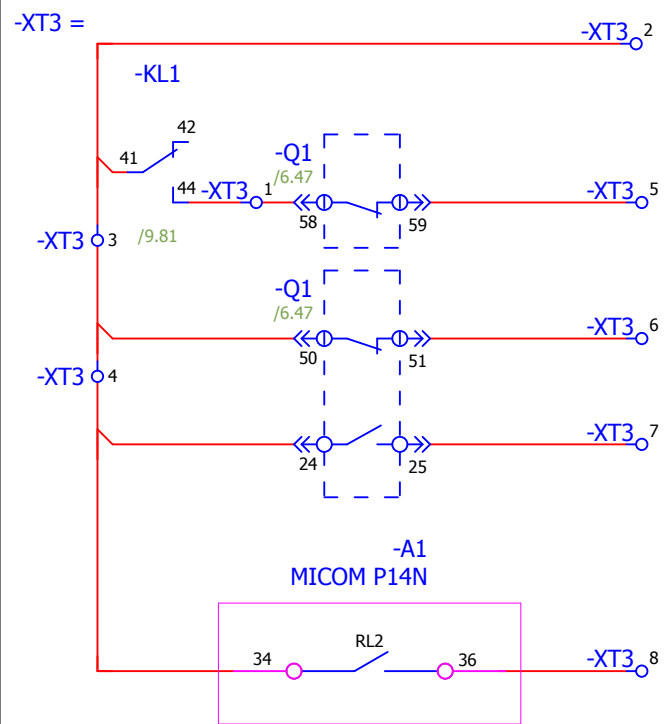 -XT3 =
-XT3 2
-KL1
42
41
-Q1
/6.47
44 -XT3 1
58
59
-XT3 5
-XT3 3
/9.81
-Q1
/6.47
50
51
-XT3 6
-XT3 4
24
25
-XT3 7
-A1
MICOM P14N
34
RL2
36
-XT3 8